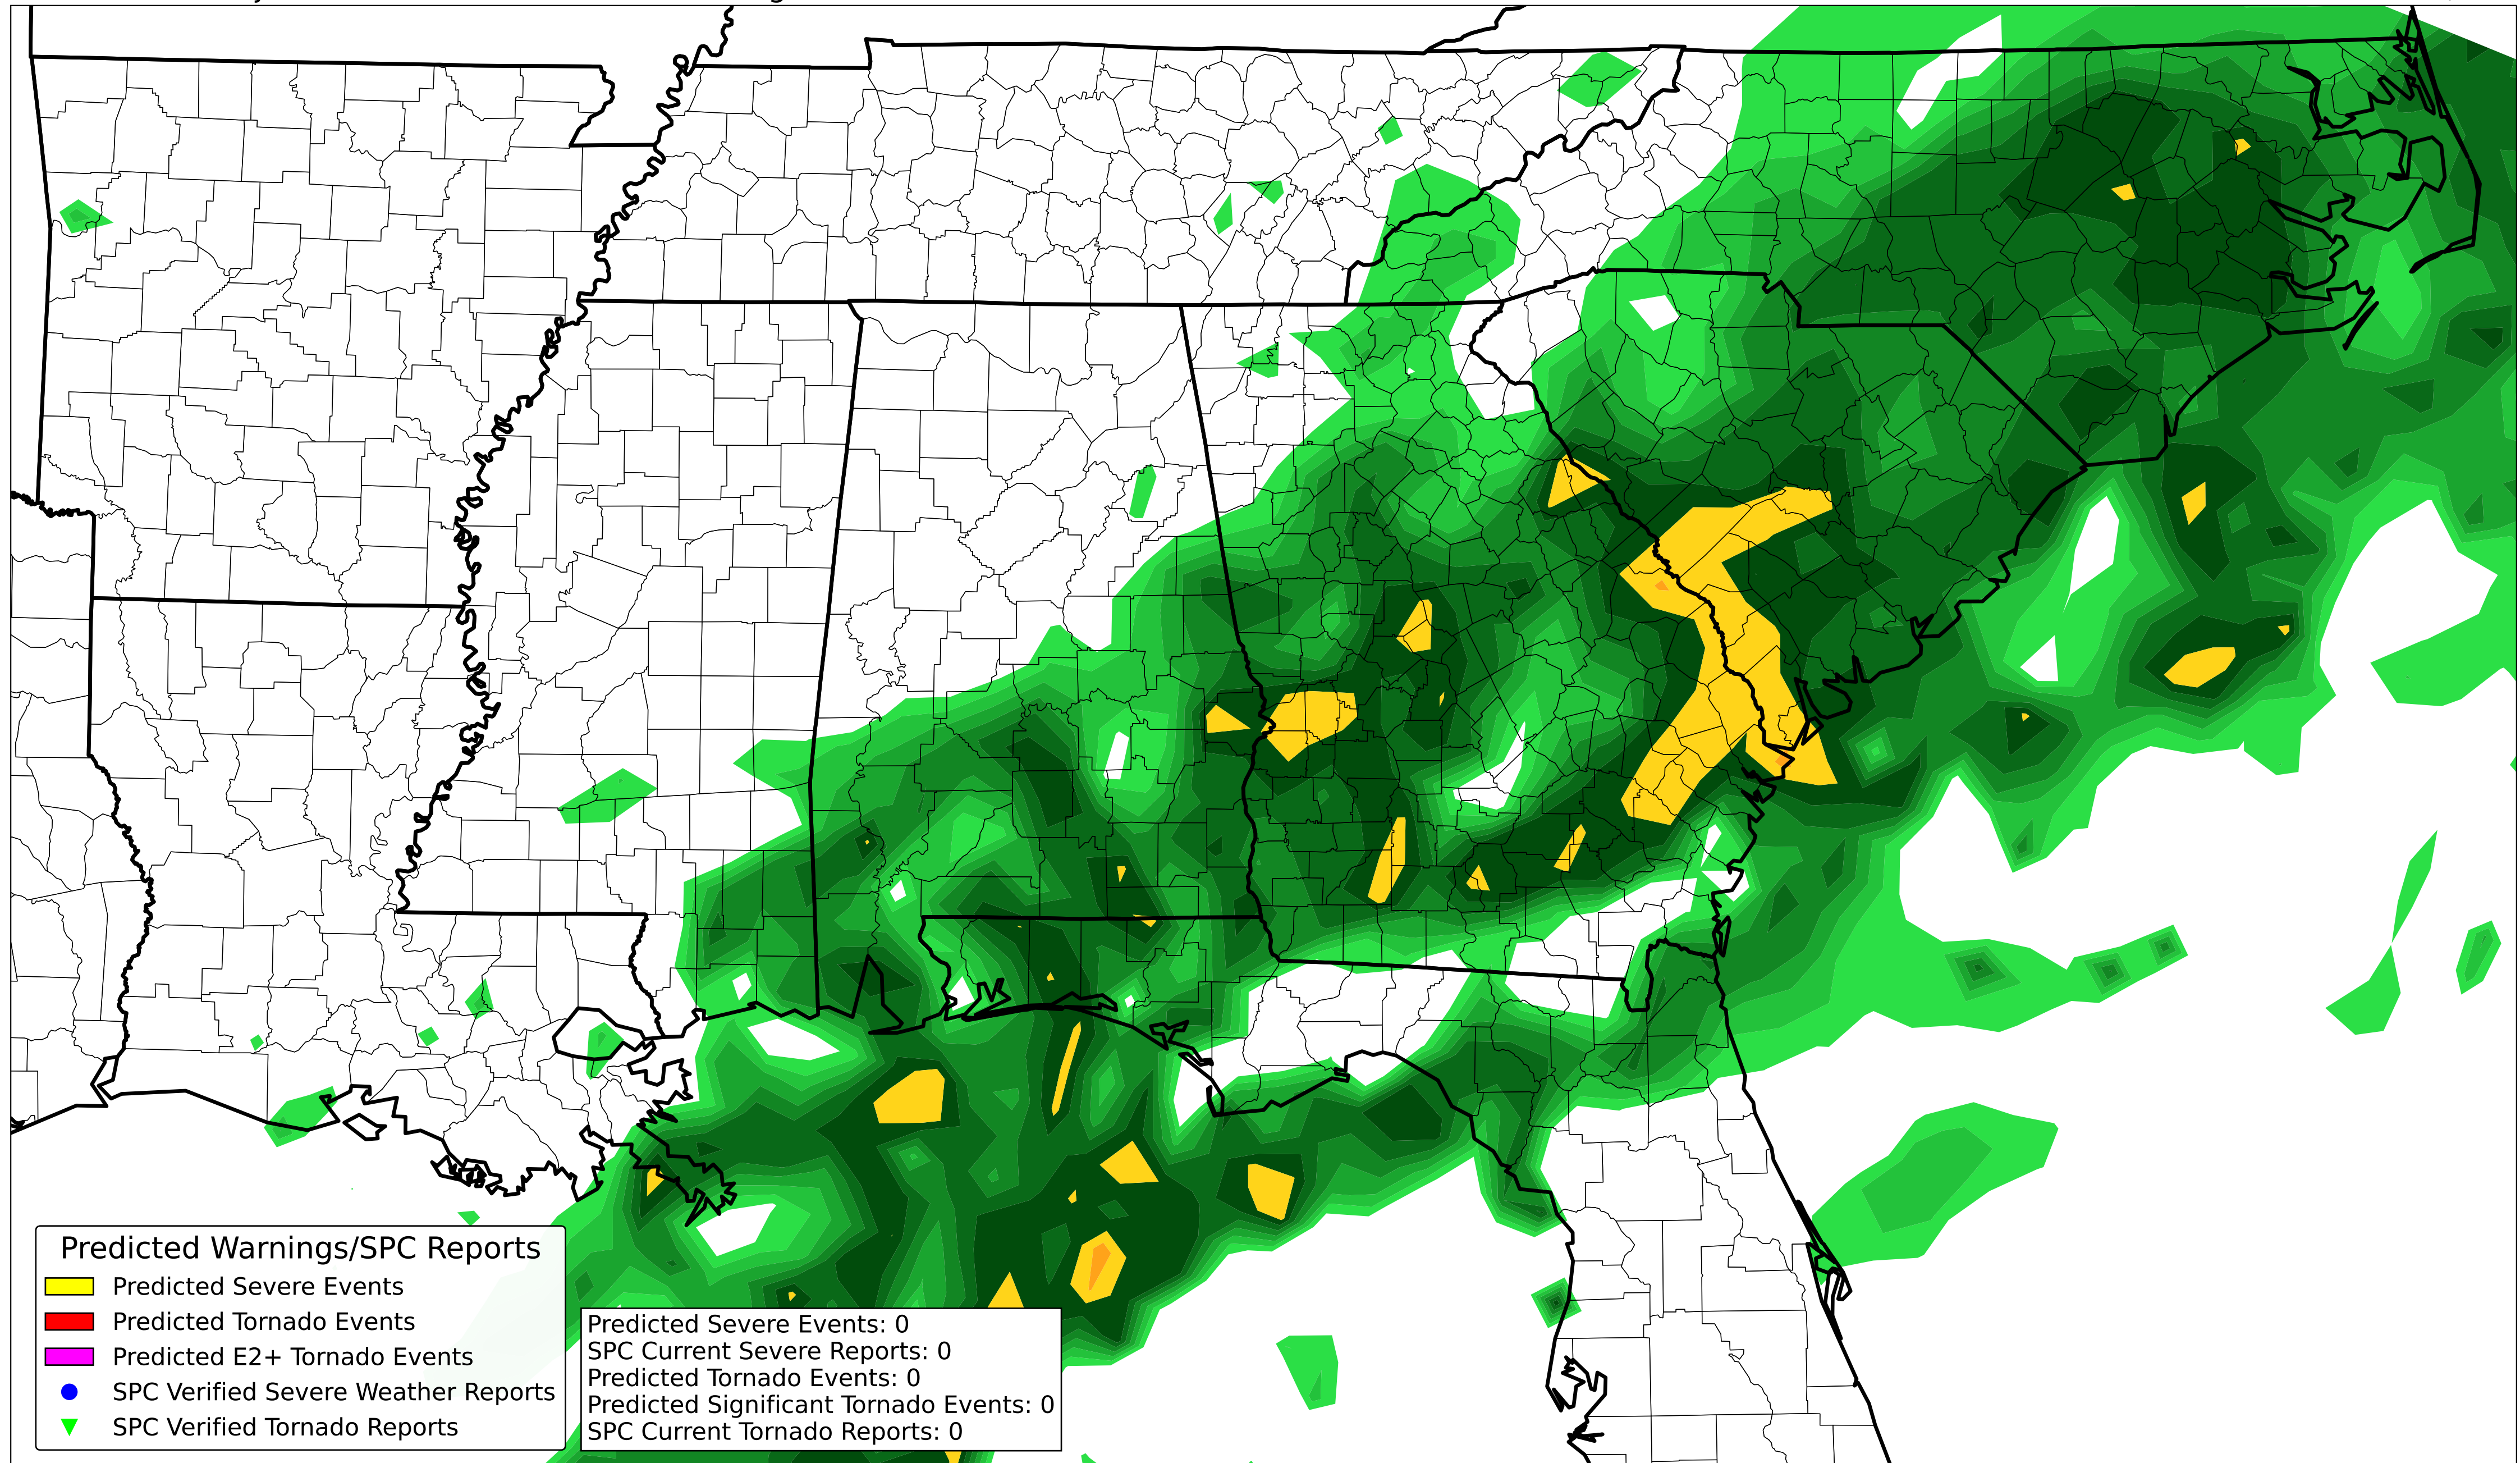 Predicted Warnings/SPC Reports
Predicted Severe Events
Predicted Tornado Events
Predicted E2+ Tornado Events
SPC Verified Severe Weather Reports
SPC Verified Tornado Reports
Predicted Severe Events: 0
SPC Current Severe Reports: 0
Predicted Tornado Events: 0
Predicted Significant Tornado Events: 0
SPC Current Tornado Reports: 0